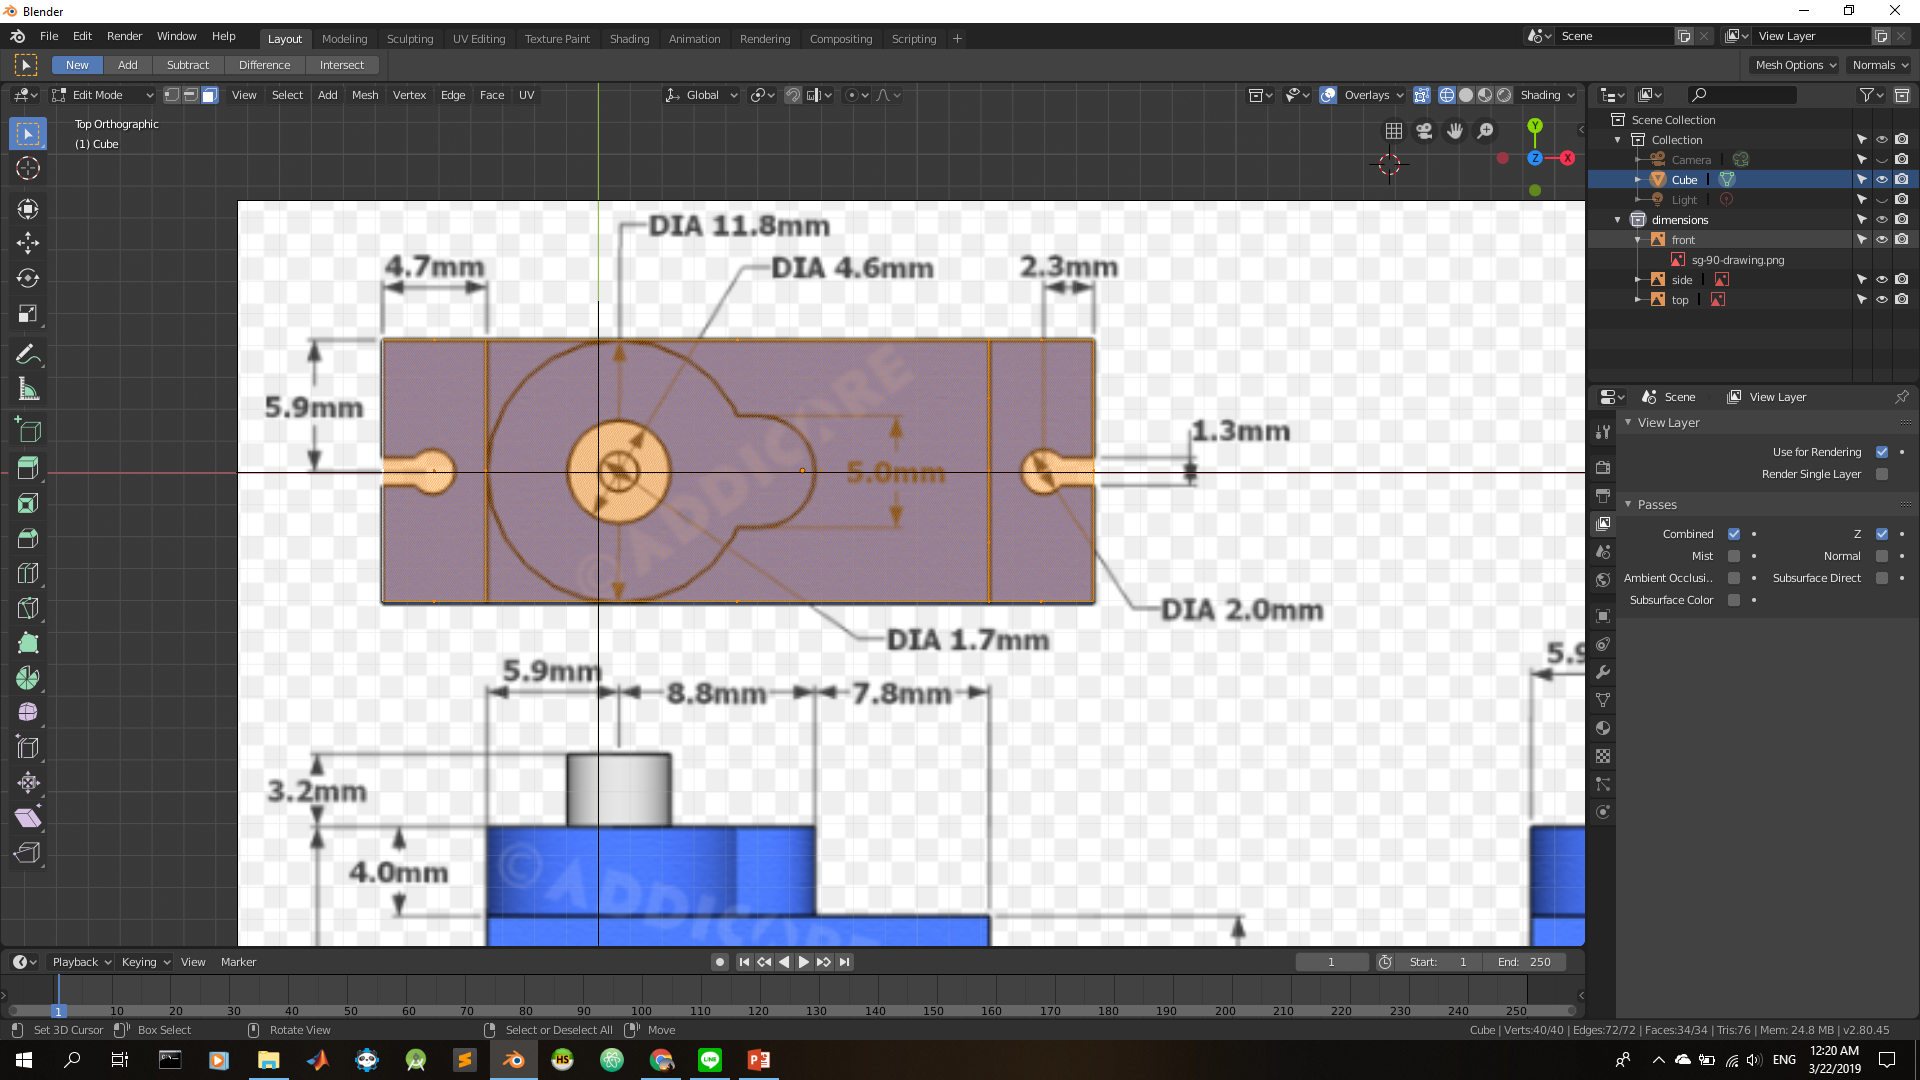 Blender
File Edit Render Window Help Layout Modeling Sculpting UV Editing Texture Paint Shading Animation Rendering Compositing Scripting + Scene View Layer
New Add Subtract Difference Intersect Mesh Options Normals
Edit Mode View Select Add Mesh Vertex Edge Face UV Global Overlays Shading
Top Orthographic
(1) Cube
Y
Z X
Scene Collection
Collection
Camera
Cube
Light
dimensions
front
sg-90-drawing.png
side
top
DIA 11.8mm
4.7mm DIA 4.6mm 2.3mm
5.9mm
1.3mm
5.0mm
©ADDICORE
DIA 2.0mm
DIA 1.7mm
5.9mm
8.8mm 7.8mm
5.9
3.2mm
4.0mm
©ADDICORE
Scene View Layer
View Layer
Use for Rendering
Render Single Layer
Passes
Combined Z
Mist Normal
Ambient Occlusi.. Subsurface Direct
Subsurface Color
Playback Keying View Marker 1 Start: 1 End: 250
1 10 20 30 40 50 60 70 80 90 100 110 120 130 140 150 160 170 180 190 200 210 220 230 240 250
Set 3D Cursor Box Select Rotate View Select or Deselect All Move Cube | Verts:40/40 | Edges:72/72 | Faces:34/34 | Tris:76 | Mem: 24.8 MB | v2.80.45
HS LINE ENG 12:20 AM
3/22/2019